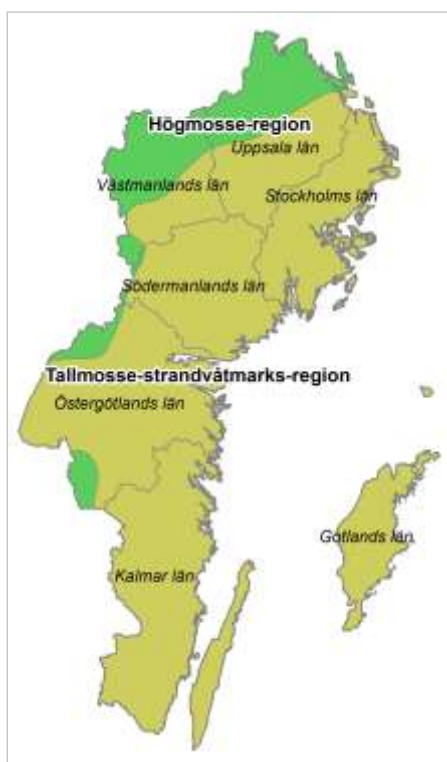 Högmosse-region
Uppsala län
Västmanlands län
Stockholms län
Södermanlands län
Tallmosse-strandvåtmarks-region
Östergötlands län
Gotlands län
Kalmar län